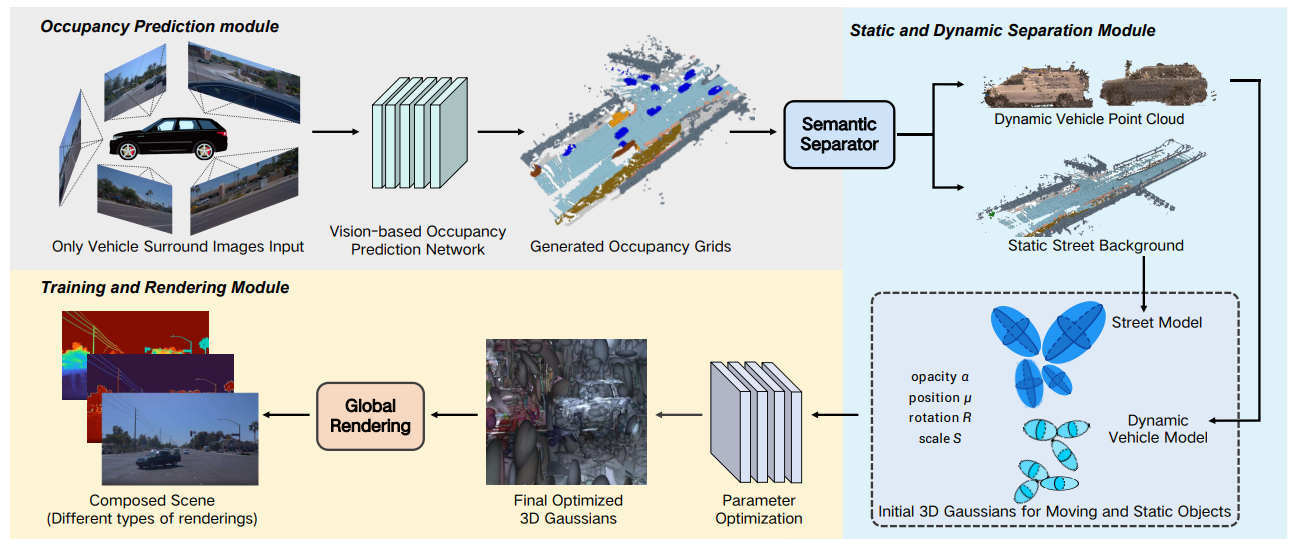 Occupancy Prediction module
Only Vehicle Surround Images Input
Vision-based Occupancy
Prediction Network
Generated Occupancy Grids
Static and Dynamic Separation Module
Semantic
Separator
Dynamic Vehicle Point Cloud
Static Street Background
Street Model
opacity α
position μ
rotation R
scale S
Dynamic
Vehicle Model
Initial 3D Gaussians for Moving and Static Objects
Training and Rendering Module
Composed Scene
(Different types of renderings)
Global
Rendering
Final Optimized
3D Gaussians
Parameter
Optimization